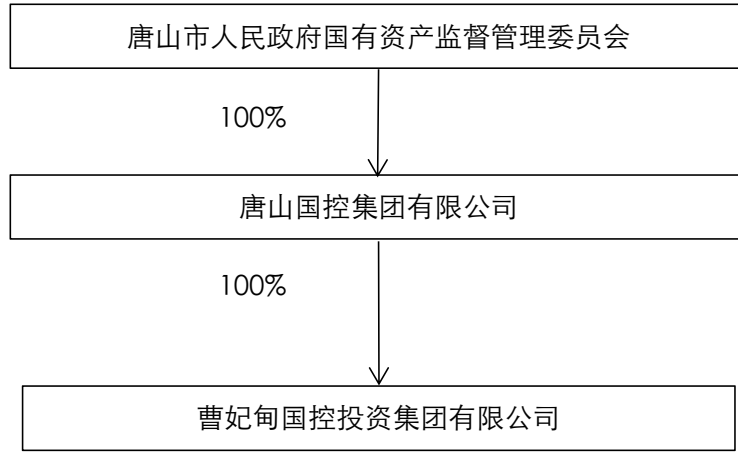 唐山市人民政府国有资产监督管理委员会
100%
唐山国控集团有限公司
100%
曹妃甸国控投资集团有限公司